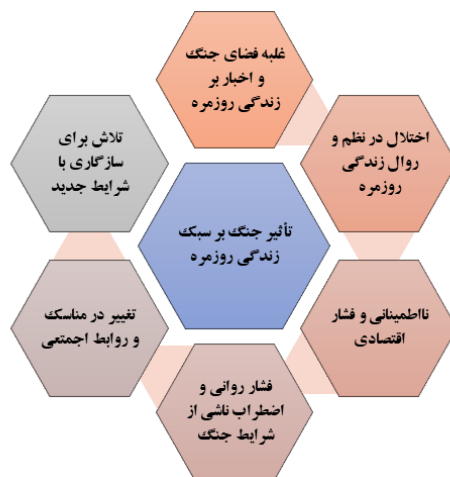 غلبه فضای جنگ
و اخبار بر
زندگی روزمره
اختلال در نظم و
روال زندگی
روزمره
نااطمینانی و فشار
اقتصادی
فشار روانی و
اضطراب ناشی از
شرایط جنگ
تغییر در مناسک
و روابط اجمتعی
تلاش برای
سازگاری با
شرایط جدید
تأثیر جنگ بر سبک
زندگی روزمره